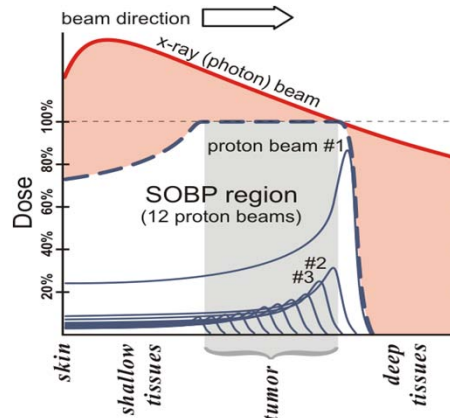 beam direction
x-ray (photon) beam
100%
80%
60%
40%
20%
Dose
proton beam #1
SOBP region
(12 proton beams)
#2
#3
skin
shallow
tissues
tumor
deep
tissues